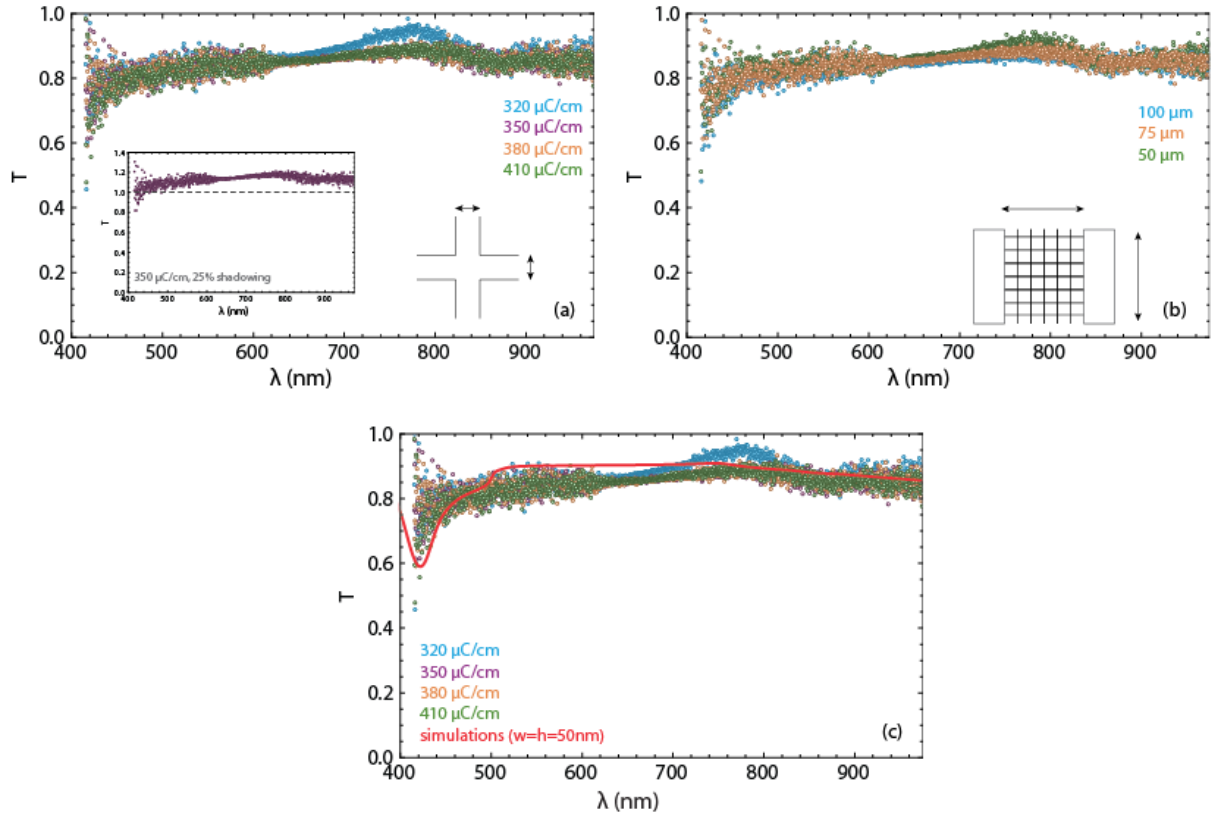 1.0
0.8
0.6
0.4
0.2
0.0
T
400 500 600 700 800 900
λ (nm)
320 μC/cm
350 μC/cm
380 μC/cm
410 μC/cm
(a)
1.4
1.2
1.0
0.8
0.6
0.4
0.2
0.0
T
350 μC/cm, 25% shadowing
400 500 600 700 800 900
λ (nm)
1.0
0.8
0.6
0.4
0.2
0.0
T
400 500 600 700 800 900
λ (nm)
100 μm
75 μm
50 μm
(b)
1.0
0.8
0.6
0.4
0.2
0.0
T
400 500 600 700 800 900
λ (nm)
320 μC/cm
350 μC/cm
380 μC/cm
410 μC/cm
simulations (w=h=50nm)
(c)